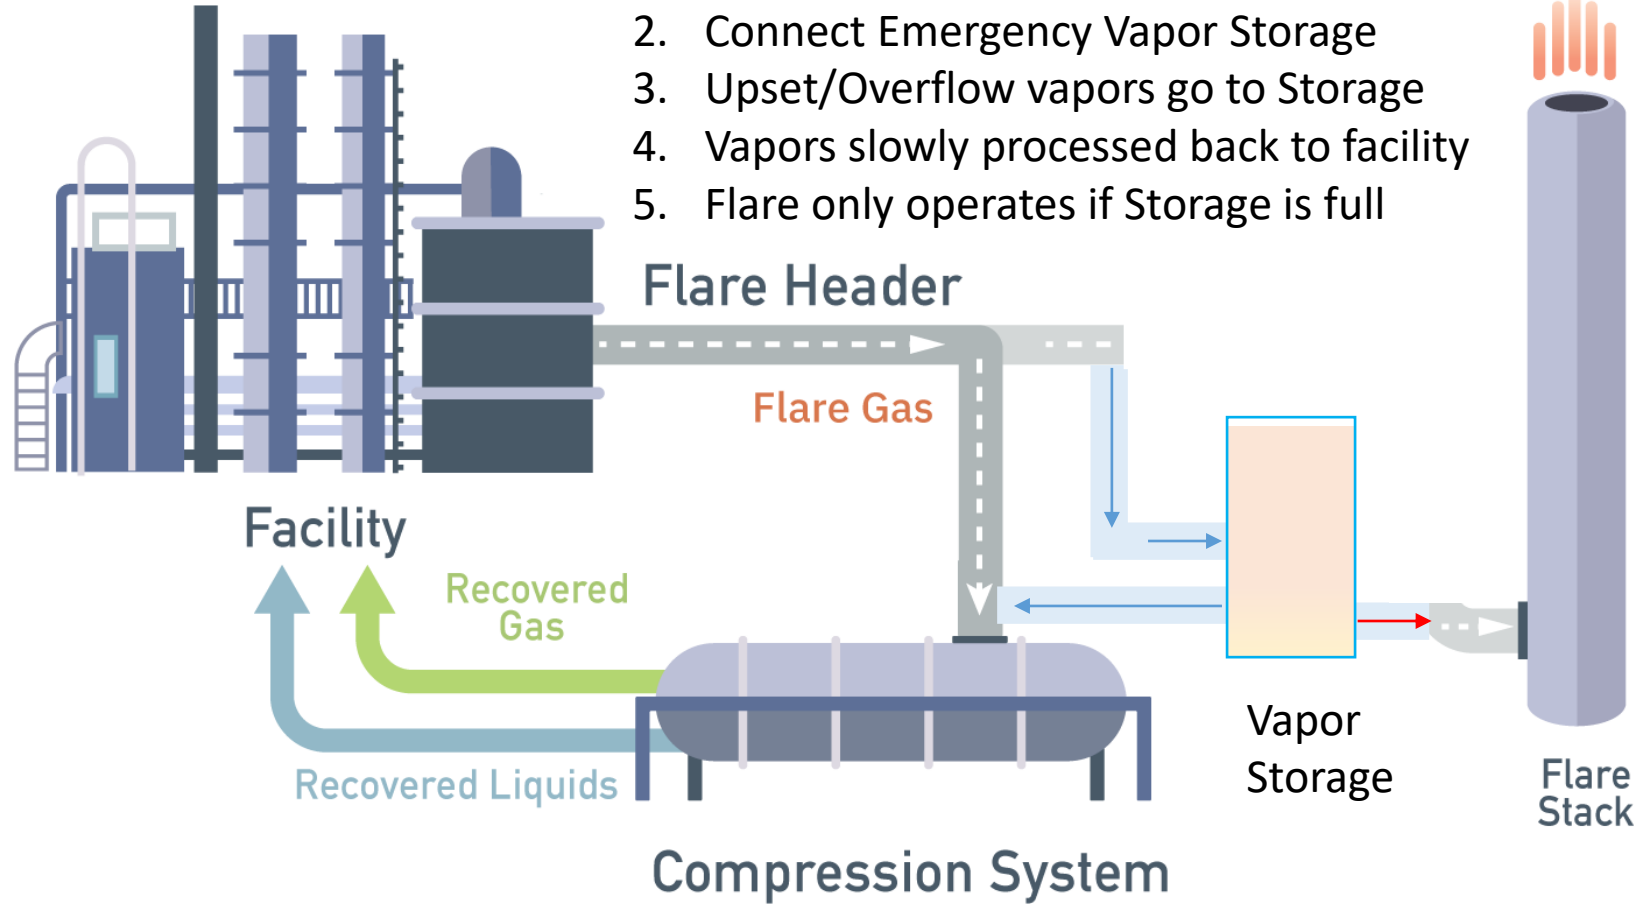 2. Connect Emergency Vapor Storage
3. Upset/Overflow vapors go to Storage
4. Vapors slowly processed back to facility
5. Flare only operates if Storage is full
Flare Header
Flare Gas
Facility
Recovered
Gas
Recovered Liquids
Vapor
Storage
Flare
Stack
Compression System